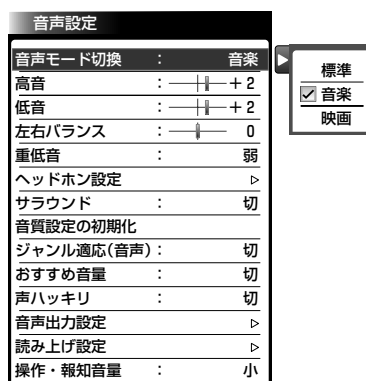 音声設定
音声モード切換 : 音楽
高音 : +2
低音 : +2
左右バランス : 0
重低音 : 弱
ヘッドホン設定
サラウンド : 切
音質設定の初期化
ジャンル適応(音声) : 切
おすすめ音量 : 切
声ハッキリ : 切
音声出力設定
読み上げ設定
操作・報知音量 : 小
標準
音楽
映画